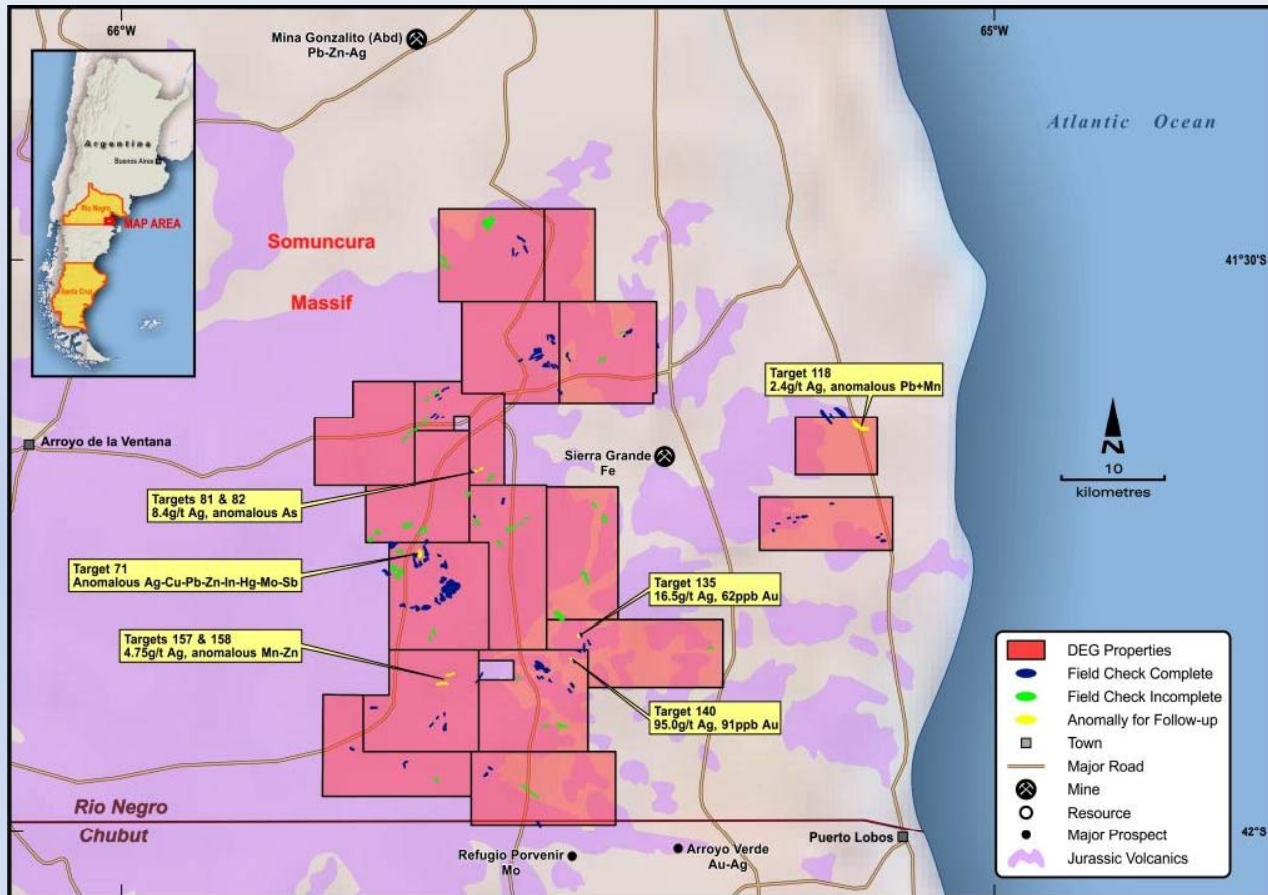 66°W
65°W
Mina Gonzalito (Abd)
Pb-Zn-Ag
Atlantic Ocean
Argentina
Buenos Aires
Rio Negro
MAP AREA
Santa Cruz
Somuncura
Massif
41°30'S
Target 118
2.4g/t Ag, anomalous Pb+Mn
Arroyo de la Ventana
Sierra Grande
Fe
N
10
kilometres
Targets 81 & 82
8.4g/t Ag, anomalous As
Target 71
Anomalous Ag-Cu-Pb-Zn-In-Hg-Mo-Sb
Target 135
16.5g/t Ag, 62ppb Au
Targets 157 & 158
4.75g/t Ag, anomalous Mn-Zn
Target 140
95.0g/t Ag, 91ppb Au
DEG Properties
Field Check Complete
Field Check Incomplete
Anomally for Follow-up
Town
Major Road
Mine
Resource
Major Prospect
Jurassic Volcanics
Rio Negro
Chubut
42°S
Puerto Lobos
Refugio Porvenir
Mo
Arroyo Verde
Au-Ag